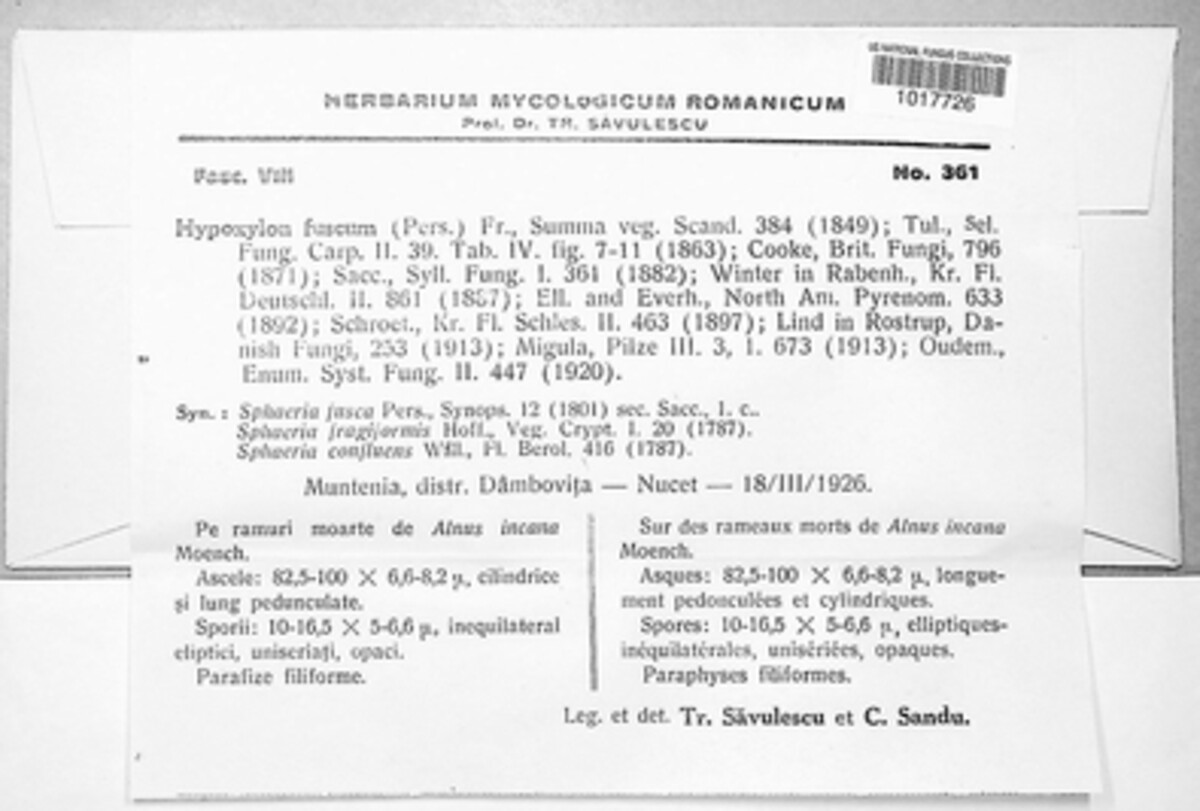 US NATIONAL FUNGUS COLLECTIONS
1017726
HERBARIUM MYCOLOGICUM ROMANICUM
Prof. Dr. TR. SĂVULESCU
Fasc. VIII
No. 361
Hypoxylon fuscum (Pers.) Fr., Summa veg. Scand. 384 (1849); Tul., Sel.
Fung. Carp. II. 39. Tab. IV. fig. 7-11 (1863); Cooke, Brit. Fungi, 796
(1871); Sacc., Syll. Fung. I. 361 (1882); Winter in Rabenh., Kr. Fl.
Deutschl. II. 861 (1887); Ell. and Everh., North Am. Pyrenom. 633
(1892); Schroet., Kr. Fl. Schles. II. 463 (1897); Lind in Rostrup, Da-
nish Fungi, 253 (1913); Migula, Pilze III. 3, I. 673 (1913); Oudem.,
Enum. Syst. Fung. II. 447 (1920).
Syn.: Sphaeria fusca Pers., Synops. 12 (1801) sec. Sacc., l. c..
Sphaeria fragiformis Hoff., Veg. Crypt. I. 20 (1787).
Sphaeria confluens Willl., Fl. Berol. 416 (1787).
Muntenia, distr. Dâmbovița — Nucet — 18/III/1926.
Pe ramuri moarte de Alnus incana
Moench.
Ascele: 82,5-100 × 6,6-8,2 µ., cilindrice
și lung pedunculate.
Sporii: 10-16,5 × 5-6,6 µ., inequilateral
eliptici, uniseriați, opaci.
Parafize filiforme.
Sur des rameaux morts de Alnus incana
Moench.
Asques: 82,5-100 × 6,6-8,2 µ., longue-
ment pedonculées et cylindriques.
Spores: 10-16,5 × 5-6,6 µ., elliptiques-
inéquilatérales, unisériées, opaques.
Paraphyses filiformes.
Leg. et det. Tr. Săvulescu et C. Sandu.